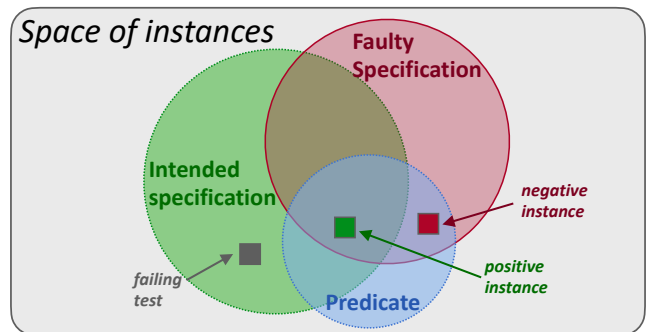 Space of instances
Faulty
Specification
Intended
specification
negative
instance
failing
test
positive
instance
Predicate